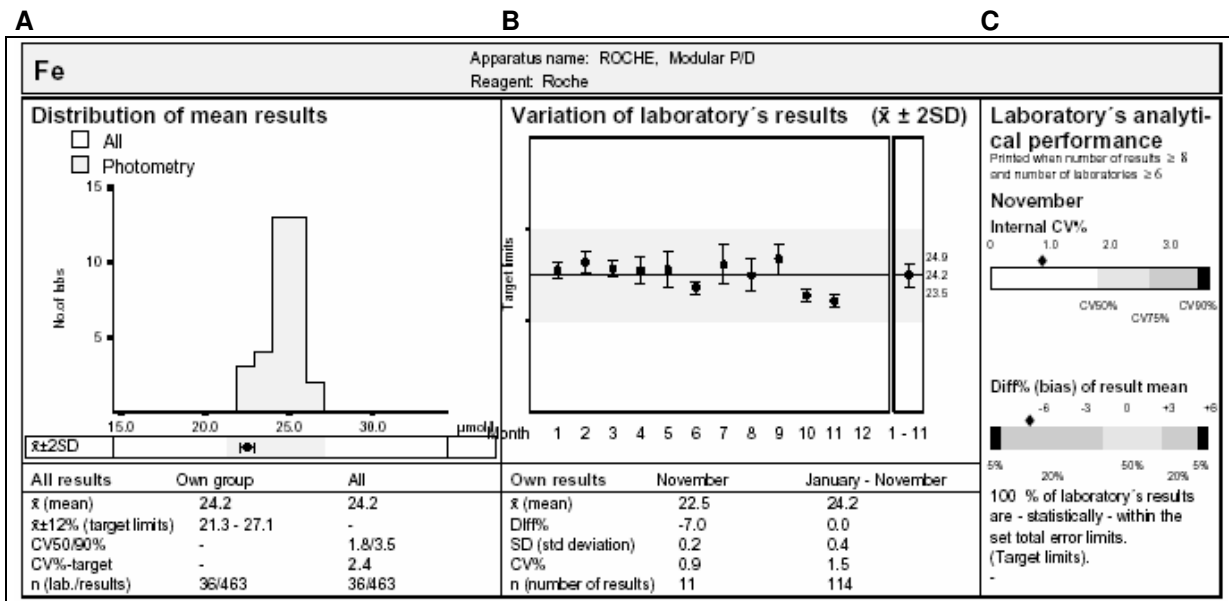 A B C
Fe
Apparatus name: ROCHE, Modular P/D
Reagent: Roche
Distribution of mean results
All
Photometry
15
10
5
No.of labs
15.0 20.0 25.0 30.0 µmol/l
x̄±2SD
All results Own group All
x̄ (mean) 24.2 24.2
x̄±12% (target limits) 21.3 - 27.1 -
CV50/90% - 1.8/3.5
CV%-target - 2.4
n (lab./results) 36/463 36/463
Variation of laboratory´s results (x̄ ± 2SD)
Target limits
24.9
24.2
23.5
Month 1 2 3 4 5 6 7 8 9 10 11 12 1 - 11
Own results November January - November
x̄ (mean) 22.5 24.2
Diff% -7.0 0.0
SD (std deviation) 0.2 0.4
CV% 0.9 1.5
n (number of results) 11 114
Laboratory´s analyti-
cal performance
Printed when number of results ≥ 8
and number of laboratories ≥ 6
November
Internal CV%
0 1.0 2.0 3.0
CV50% CV90%
CV75%
Diff% (bias) of result mean
-6 -3 0 +3 +6
5% 50% 5%
20% 20%
100 % of laboratory´s results
are - statistically - within the
set total error limits.
(Target limits).
-